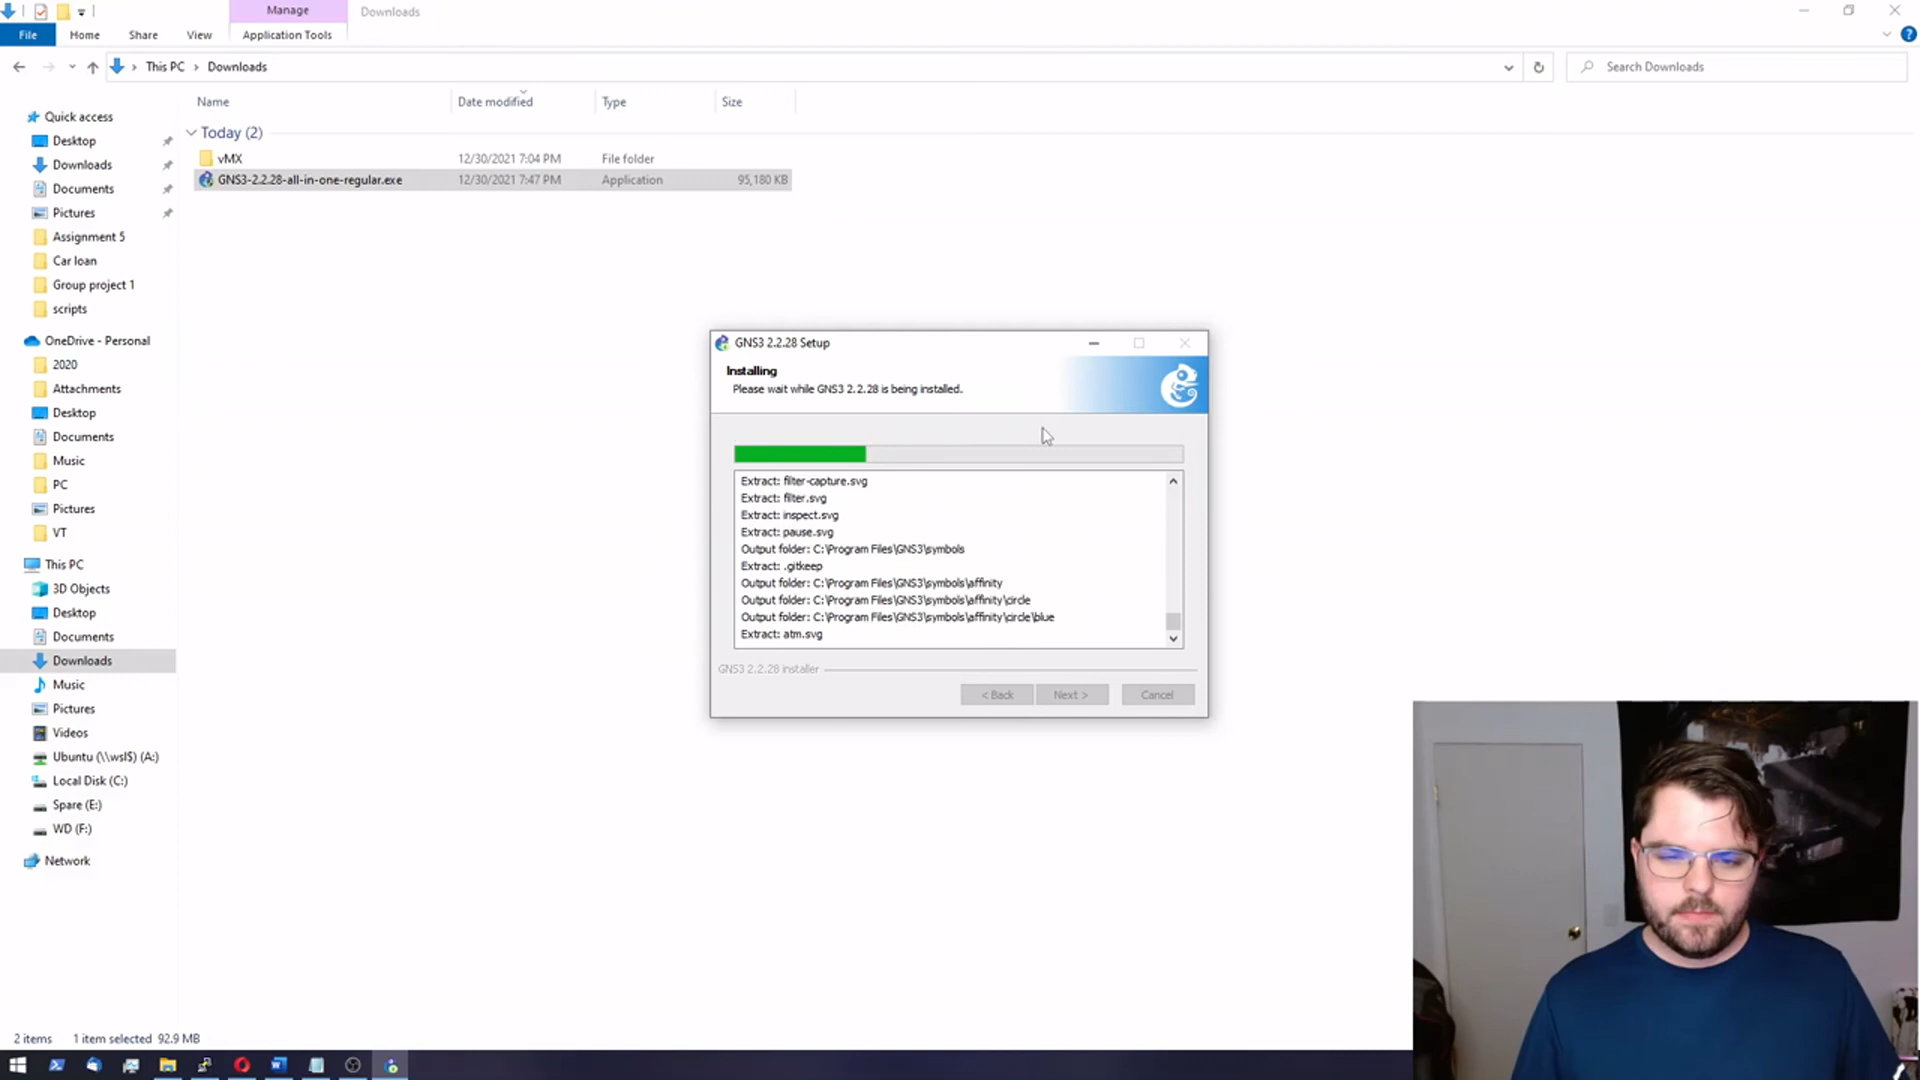 Manage
Downloads
File
Home
Share
View
Application Tools
This PC
Downloads
Search Downloads
Name
Date modified
Type
Size
Today (2)
vMX
12/30/2021 7:04 PM
File folder
GNS3-2.2.28-all-in-one-regular.exe
12/30/2021 7:47 PM
Application
95,180 KB
Quick access
Desktop
Downloads
Documents
Pictures
Assignment 5
Car loan
Group project 1
scripts
OneDrive - Personal
2020
Attachments
Desktop
Documents
Music
PC
Pictures
VT
This PC
3D Objects
Desktop
Documents
Downloads
Music
Pictures
Videos
Ubuntu (\\wsl$) (A:)
Local Disk (C:)
Spare (E:)
WD (F:)
Network
GNS3 2.2.28 Setup
Installing
Please wait while GNS3 2.2.28 is being installed.
Extract: filter-capture.svg
Extract: filter.svg
Extract: inspect.svg
Extract: pause.svg
Output folder: C:\Program Files\GNS3\symbols
Extract: .gitkeep
Output folder: C:\Program Files\GNS3\symbols\affinity
Output folder: C:\Program Files\GNS3\symbols\affinity\circle
Output folder: C:\Program Files\GNS3\symbols\affinity\circle\blue
Extract: atm.svg
GNS3 2.2.28 installer
< Back
Next >
Cancel
2 items
1 item selected
92.9 MB